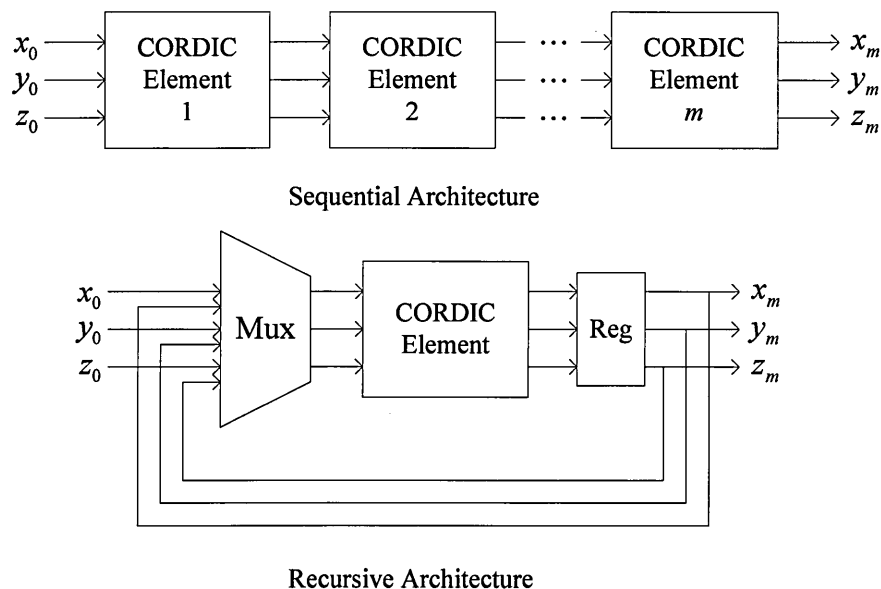 x₀ CORDIC CORDIC ··· CORDIC xₘ
y₀ Element Element ··· Element yₘ
z₀ 1 2 ··· m zₘ
Sequential Architecture
x₀ CORDIC xₘ
y₀ Mux Element Reg yₘ
z₀ zₘ
Recursive Architecture